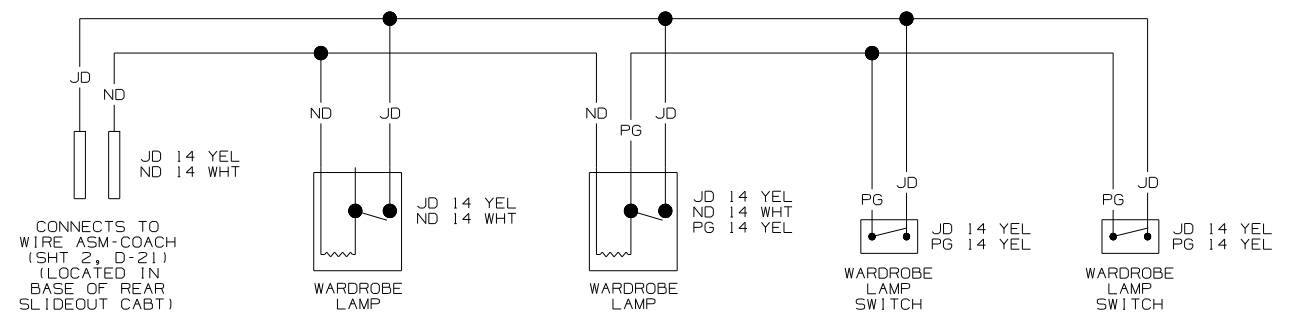 JD
ND
JD 14 YEL
ND 14 WHT
CONNECTS TO
WIRE ASM-COACH
(SHT 2, D-21)
(LOCATED IN
BASE OF REAR
SLIDEOUT CABT)
ND
JD
JD 14 YEL
ND 14 WHT
WARDROBE
LAMP
ND
PG
JD
JD 14 YEL
ND 14 WHT
PG 14 YEL
WARDROBE
LAMP
PG
JD
JD 14 YEL
PG 14 YEL
WARDROBE
LAMP
SWITCH
PG
JD
JD 14 YEL
PG 14 YEL
WARDROBE
LAMP
SWITCH